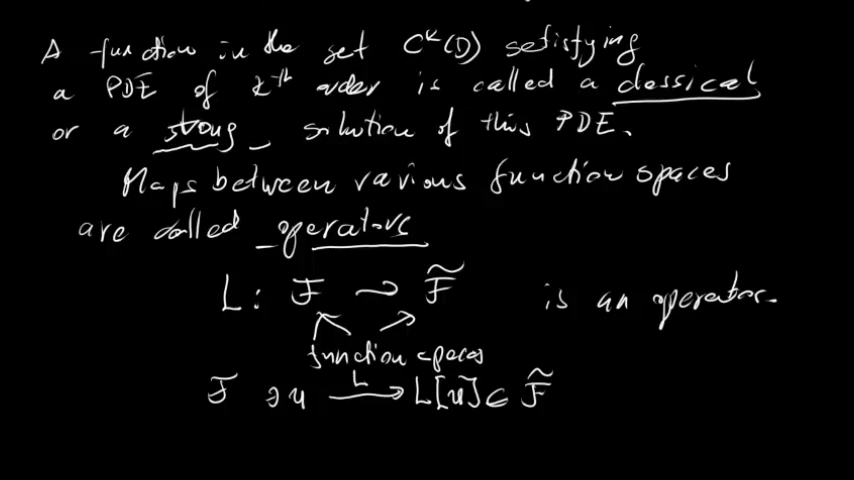 A function in the set C^k(D) satisfying
a PDE of k-th order is called a classical
or a strong solution of this PDE.
Maps between various function spaces
are called operators
L: F → F̃ is an operator.
function spaces
L
F ∋ u ⟶ L[u] ∈ F̃